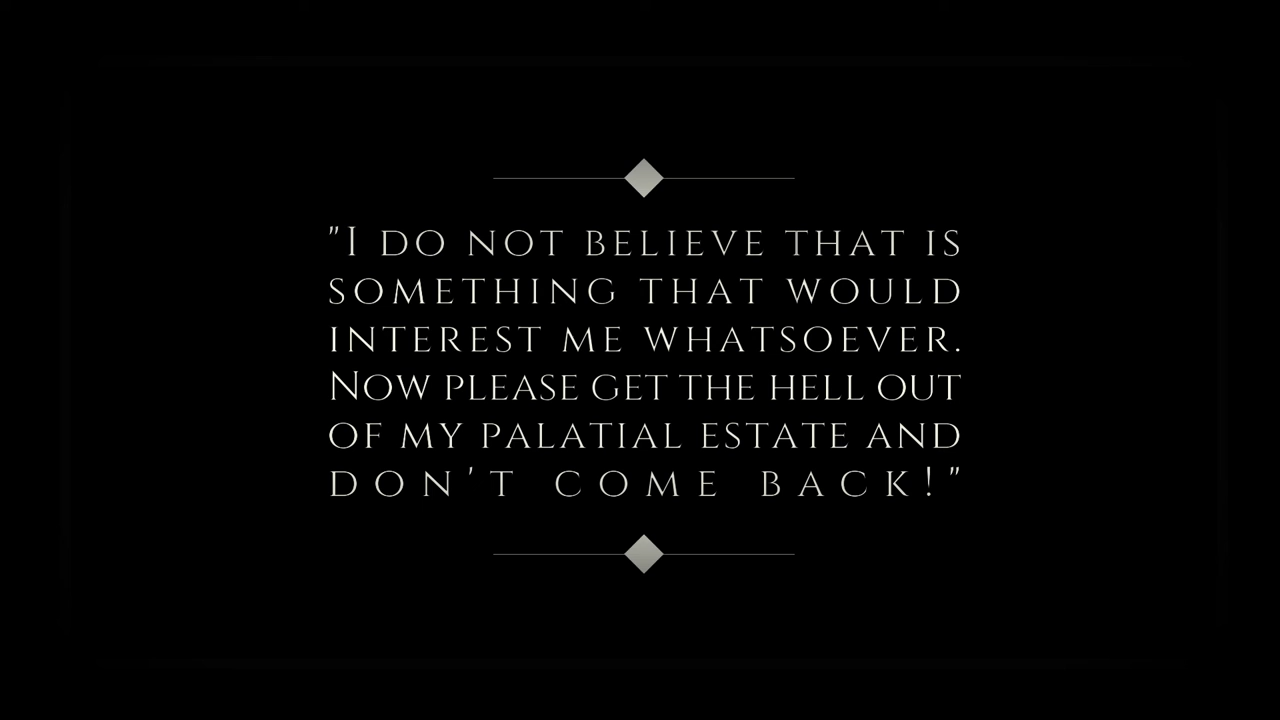 "I DO NOT BELIEVE THAT IS
SOMETHING THAT WOULD
INTEREST ME WHATSOEVER.
NOW PLEASE GET THE HELL OUT
OF MY PALATIAL ESTATE AND
DON'T COME BACK!"